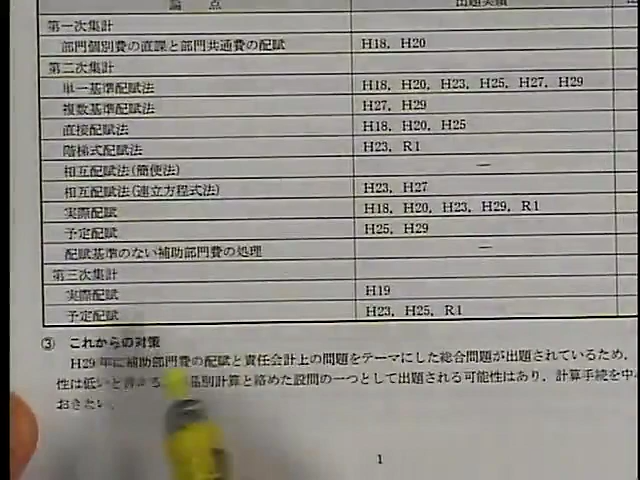 論点 出題実績
第一次集計
部門個別費の直課と部門共通費の配賦 H18, H20
第二次集計
単一基準配賦法 H18, H20, H23, H25, H27, H29
複数基準配賦法 H27, H29
直接配賦法 H18, H20, H25
階梯式配賦法 H23, R1
相互配賦法(簡便法) —
相互配賦法(連立方程式法) H23, H27
実際配賦 H18, H20, H23, H29, R1
予定配賦 H25, H29
配賦基準のない補助部門費の処理 —
第三次集計
実際配賦 H19
予定配賦 H23, H25, R1
③ これからの対策
H29年に補助部門費の配賦と責任会計上の問題をテーマにした総合問題が出題されているため,
性は低いと言える 別計算と絡めた設問の一つとして出題される可能性はあり, 計算手続を中
おきたい。
1